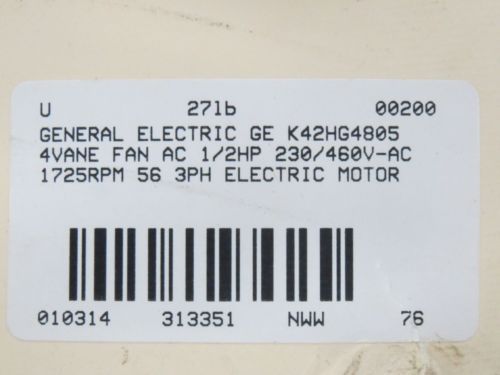 U 27lb 00200
GENERAL ELECTRIC GE K42HG4805
4VANE FAN AC 1/2HP 230/460V-AC
1725RPM 56 3PH ELECTRIC MOTOR
010314 313351 NWW 76